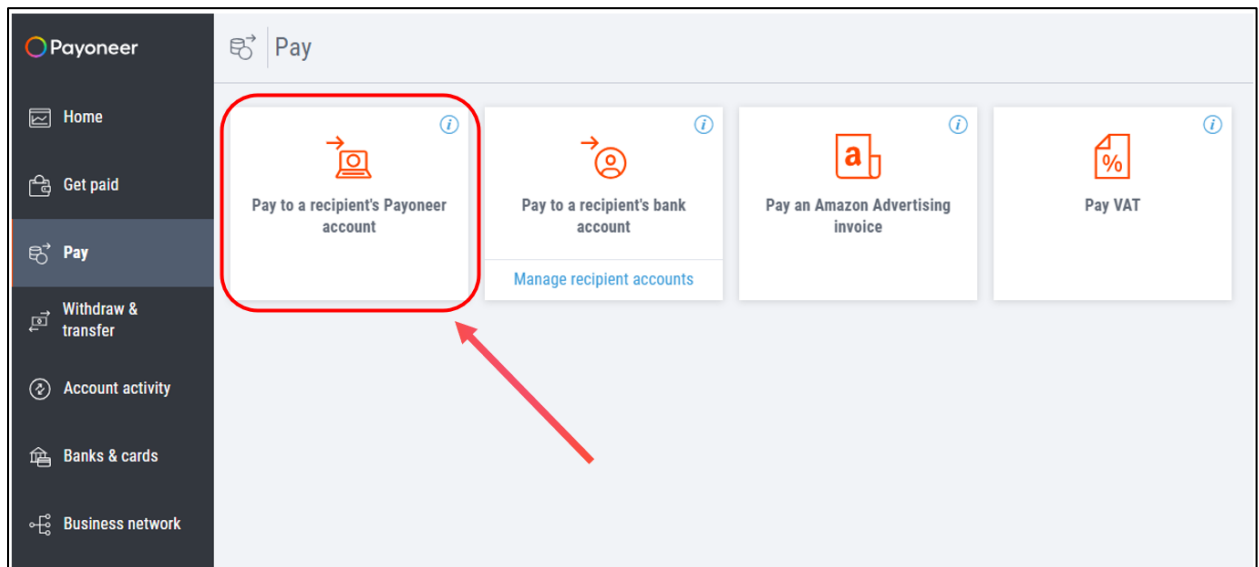 Payoneer
Pay
Home
Get paid
Pay
Withdraw &
transfer
Account activity
Banks & cards
Business network
Pay to a recipient's Payoneer
account
Pay to a recipient's bank
account
Manage recipient accounts
a
Pay an Amazon Advertising
invoice
%
Pay VAT